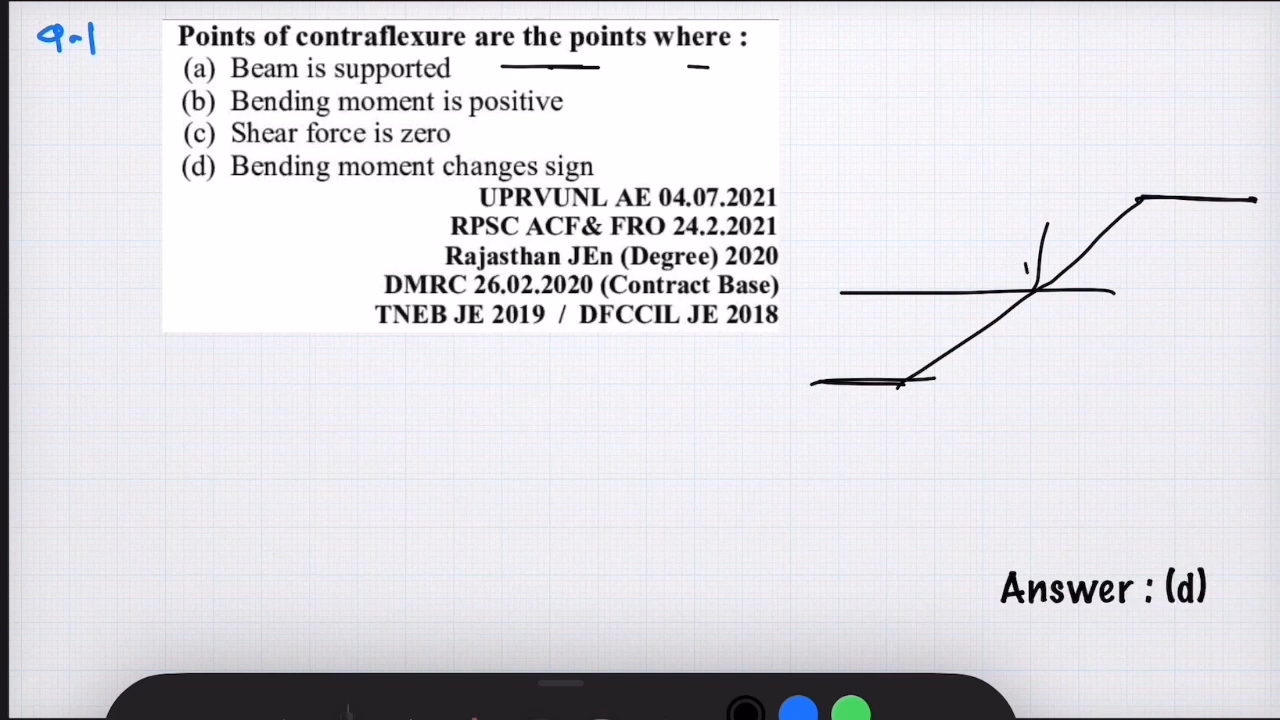 Q-1
Points of contraflexure are the points where :
(a) Beam is supported
(b) Bending moment is positive
(c) Shear force is zero
(d) Bending moment changes sign
UPRVUNL AE 04.07.2021
RPSC ACF& FRO 24.2.2021
Rajasthan JEn (Degree) 2020
DMRC 26.02.2020 (Contract Base)
TNEB JE 2019 / DFCCIL JE 2018
Answer : (d)